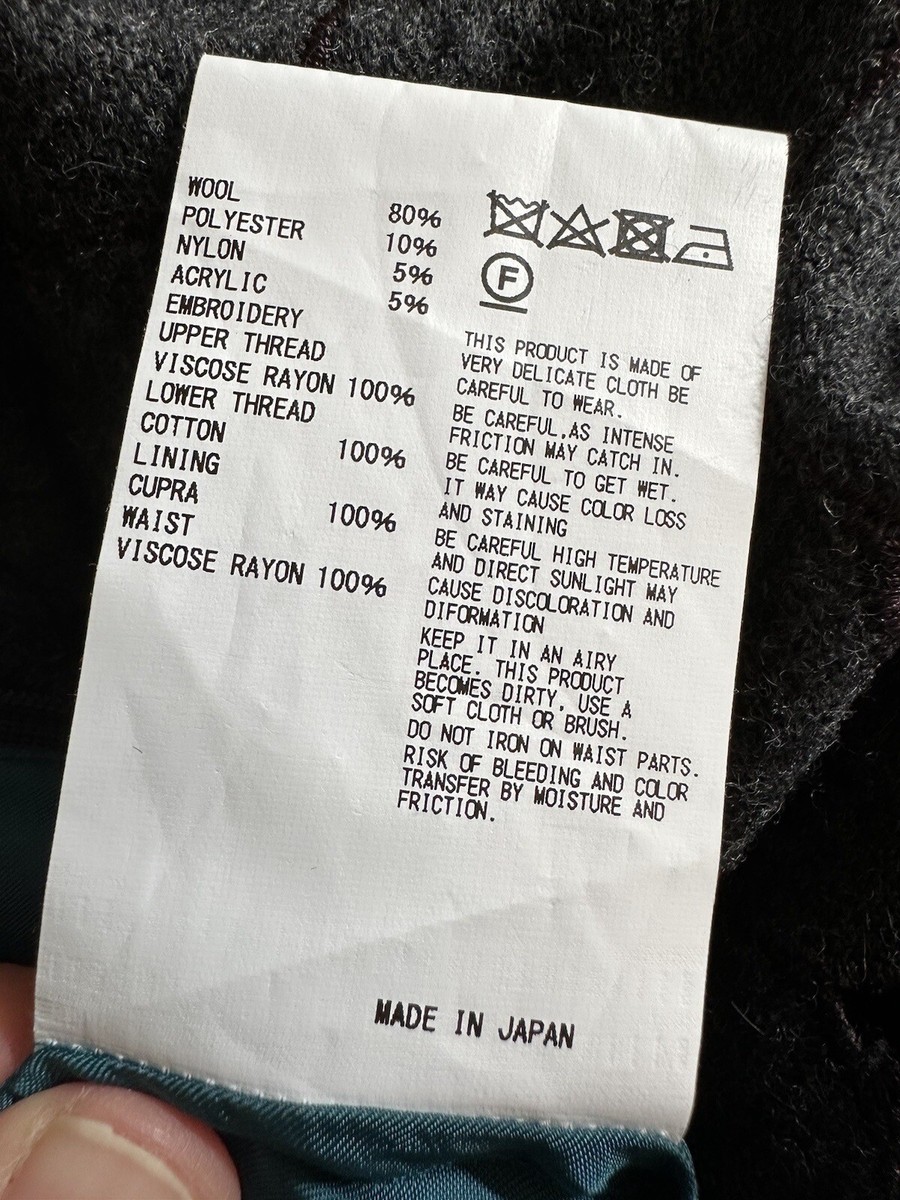 WOOL 80%
POLYESTER 10%
NYLON 5%
ACRYLIC 5%
EMBROIDERY
UPPER THREAD
VISCOSE RAYON 100%
LOWER THREAD
COTTON 100%
LINING
CUPRA 100%
WAIST
VISCOSE RAYON 100%
F
THIS PRODUCT IS MADE OF
VERY DELICATE CLOTH BE
CAREFUL TO WEAR.
BE CAREFUL,AS INTENSE
FRICTION MAY CATCH IN.
BE CAREFUL TO GET WET.
IT WAY CAUSE COLOR LOSS
AND STAINING
BE CAREFUL HIGH TEMPERATURE
AND DIRECT SUNLIGHT MAY
CAUSE DISCOLORATION AND
DIFORMATION
KEEP IT IN AN AIRY
PLACE. THIS PRODUCT
BECOMES DIRTY, USE A
SOFT CLOTH OR BRUSH.
DO NOT IRON ON WAIST PARTS.
RISK OF BLEEDING AND COLOR
TRANSFER BY MOISTURE AND
FRICTION.
MADE IN JAPAN